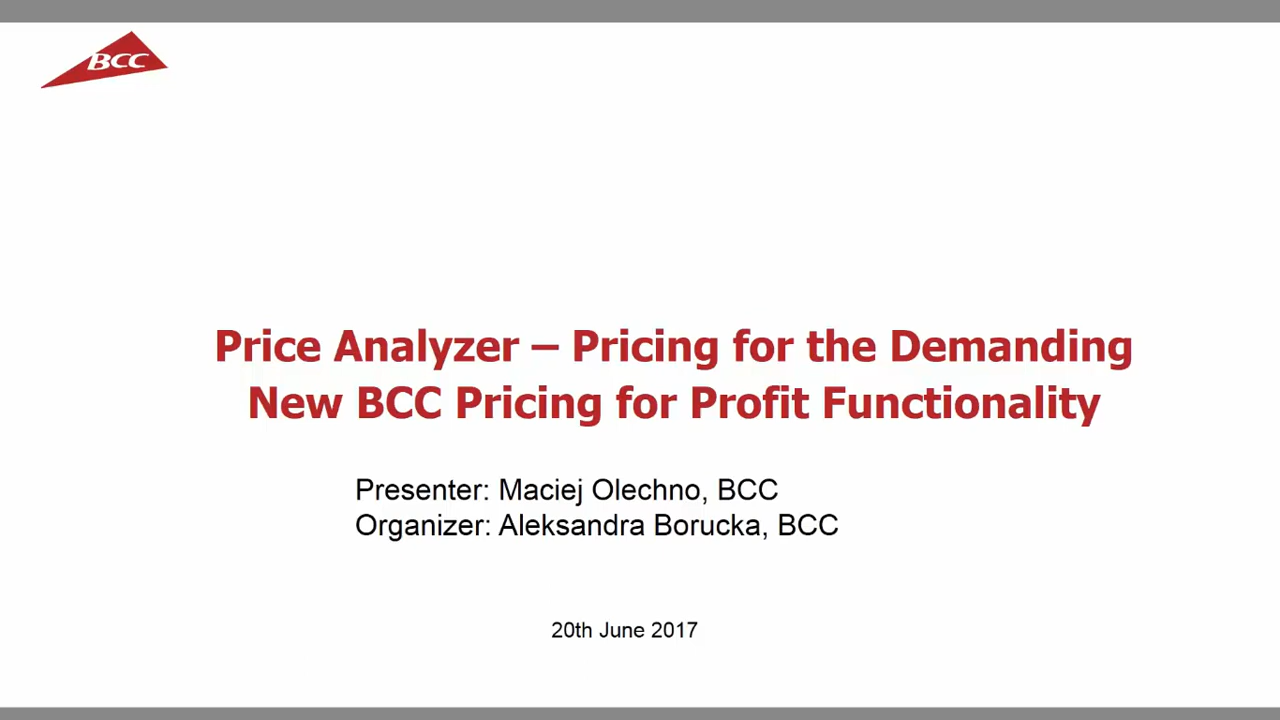 BCC
Price Analyzer – Pricing for the Demanding
New BCC Pricing for Profit Functionality
Presenter: Maciej Olechno, BCC
Organizer: Aleksandra Borucka, BCC
20th June 2017